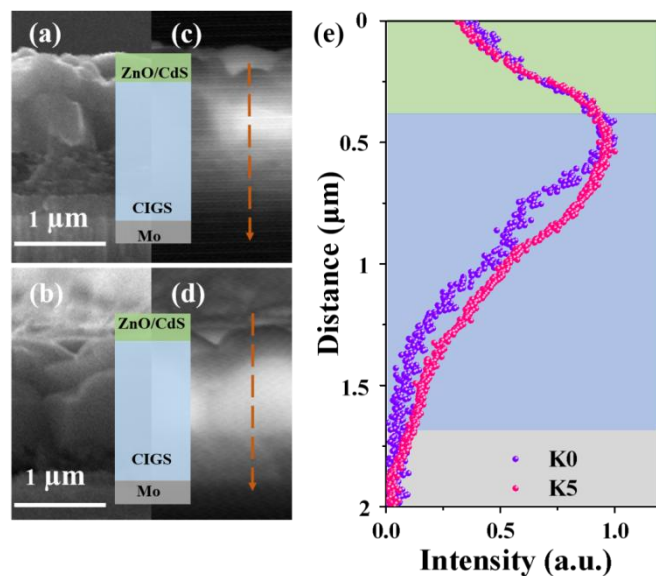 (a)
(c)
ZnO/CdS
CIGS
Mo
1 μm
(b)
(d)
ZnO/CdS
CIGS
Mo
1 μm
(e)
0
0.5
1
1.5
2
Distance (μm)
K0
K5
0.0
0.5
1.0
Intensity (a.u.)